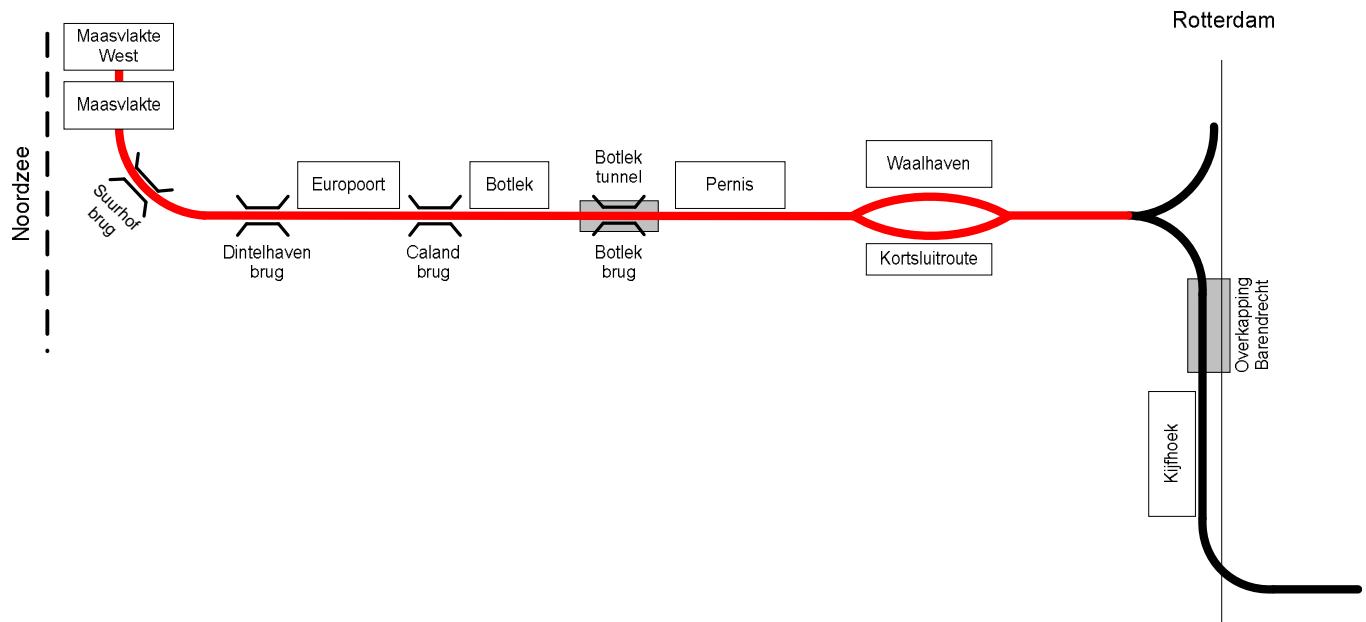 Rotterdam
Maasvlakte
West
Maasvlakte
Noordzee
Suurhof
brug
Dintelhaven
brug
Europoort
Caland
brug
Botlek
Botlek
tunnel
Botlek
brug
Pernis
Waalhaven
Kortsluitroute
Overkapping
Barendrecht
Kijfhoek